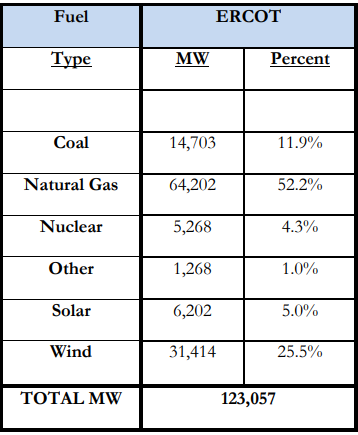 Fuel ERCOT
Type MW Percent
Coal 14,703 11.9%
Natural Gas 64,202 52.2%
Nuclear 5,268 4.3%
Other 1,268 1.0%
Solar 6,202 5.0%
Wind 31,414 25.5%
TOTAL MW 123,057